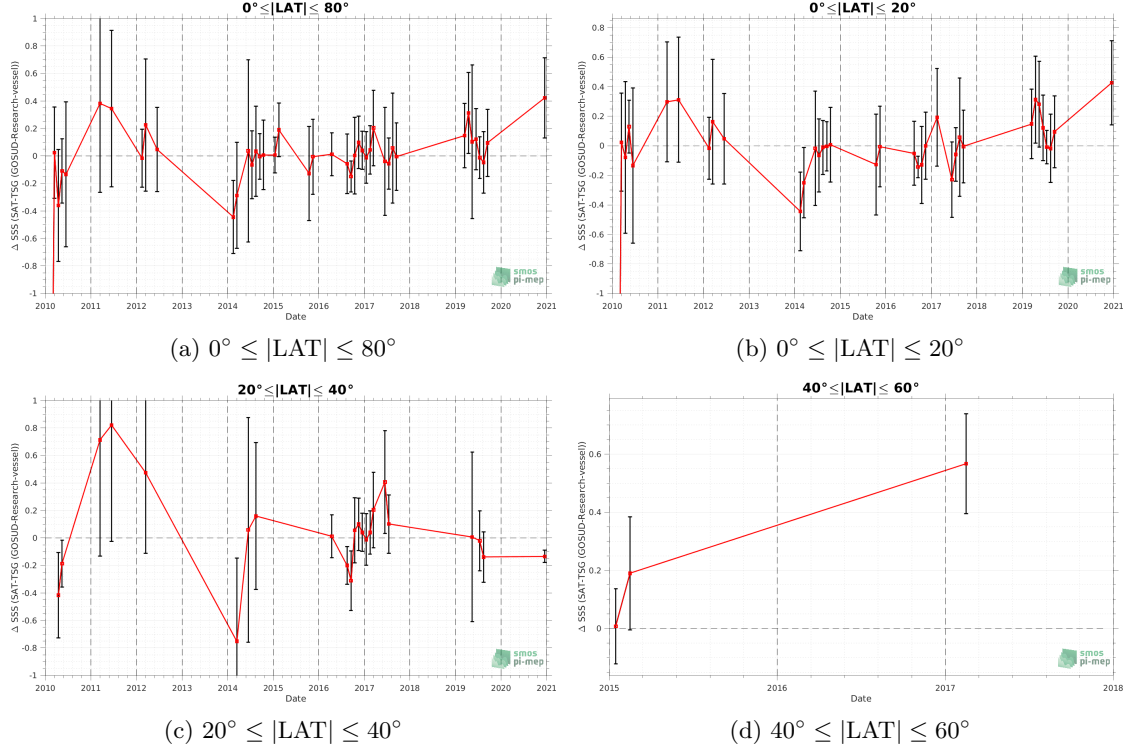 0°≤|LAT|≤ 80°
Δ SSS (SAT-TSG (GOSUD-Research-vessel))
1
0.8
0.6
0.4
0.2
0
-0.2
-0.4
-0.6
-0.8
-1
2010 2011 2012 2013 2014 2015 2016 2017 2018 2019 2020 2021
Date
smos
pi-mep
(a) 0° ≤ |LAT| ≤ 80°
0°≤|LAT|≤ 20°
Δ SSS (SAT-TSG (GOSUD-Research-vessel))
0.8
0.6
0.4
0.2
0
-0.2
-0.4
-0.6
-0.8
-1
2010 2011 2012 2013 2014 2015 2016 2017 2018 2019 2020 2021
Date
smos
pi-mep
(b) 0° ≤ |LAT| ≤ 20°
20°≤|LAT|≤ 40°
Δ SSS (SAT-TSG (GOSUD-Research-vessel))
1
0.8
0.6
0.4
0.2
0
-0.2
-0.4
-0.6
-0.8
-1
2010 2011 2012 2013 2014 2015 2016 2017 2018 2019 2020 2021
Date
smos
pi-mep
(c) 20° ≤ |LAT| ≤ 40°
40°≤|LAT|≤ 60°
Δ SSS (SAT-TSG (GOSUD-Research-vessel))
0.6
0.4
0.2
0
2015 2016 2017 2018
Date
smos
pi-mep
(d) 40° ≤ |LAT| ≤ 60°